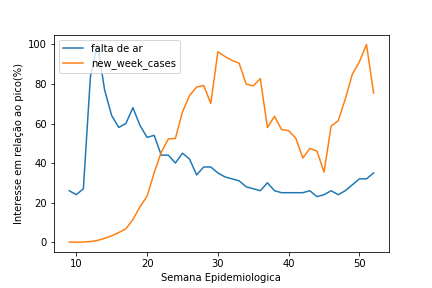 falta de ar
new_week_cases
Interesse em relação ao pico(%)
100
80
60
40
20
0
10
20
30
40
50
Semana Epidemiologica